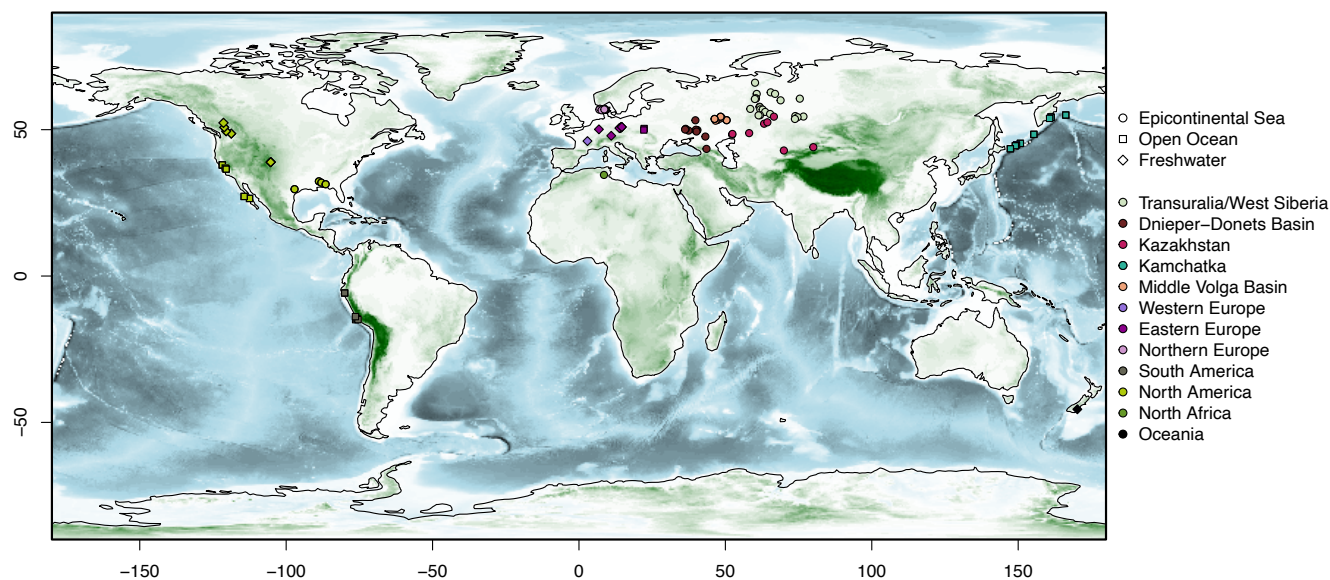 50
0
−50
−150
−100
−50
0
50
100
150
Epicontinental Sea
Open Ocean
Freshwater
Transuralia/West Siberia
Dnieper−Donets Basin
Kazakhstan
Kamchatka
Middle Volga Basin
Western Europe
Eastern Europe
Northern Europe
South America
North America
North Africa
Oceania